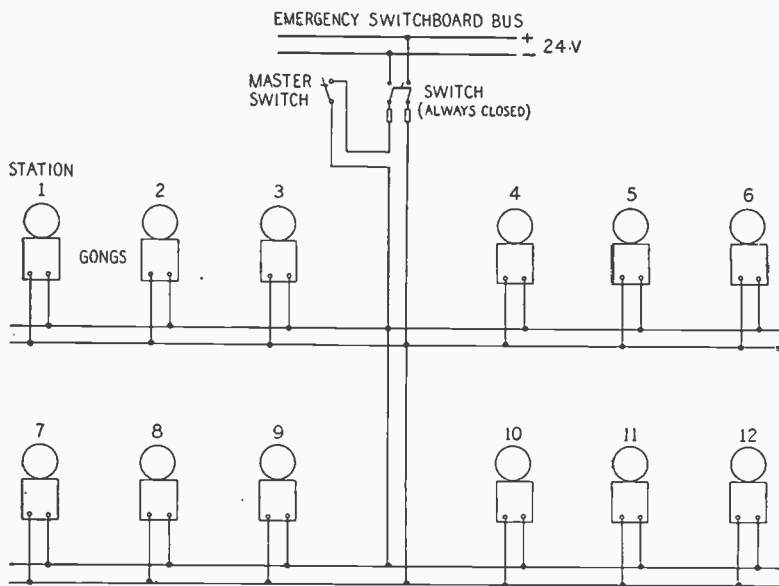 EMERGENCY SWITCHBOARD BUS
+
− 24·V
MASTER
SWITCH
SWITCH
(ALWAYS CLOSED)
STATION
1 2 3 4 5 6
GONGS
7 8 9 10 11 12